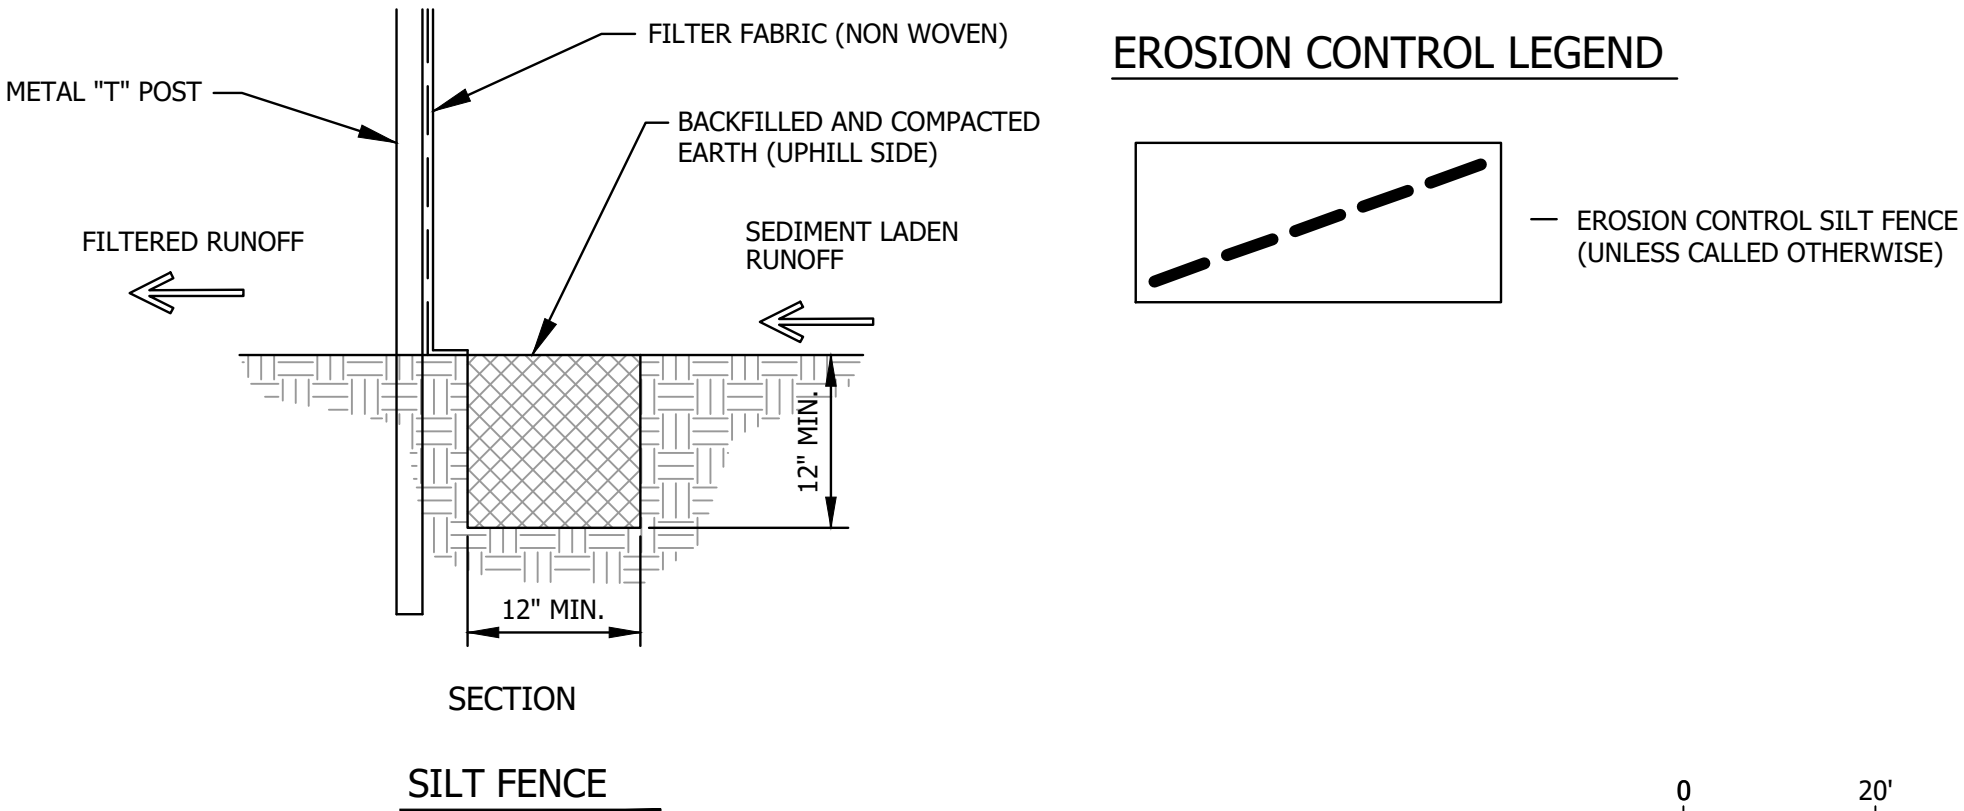 FILTER FABRIC (NON WOVEN)
METAL "T" POST
BACKFILLED AND COMPACTED
EARTH (UPHILL SIDE)
FILTERED RUNOFF
SEDIMENT LADEN
RUNOFF
12" MIN.
12" MIN.
SECTION
SILT FENCE
EROSION CONTROL LEGEND
EROSION CONTROL SILT FENCE
(UNLESS CALLED OTHERWISE)
0 20'